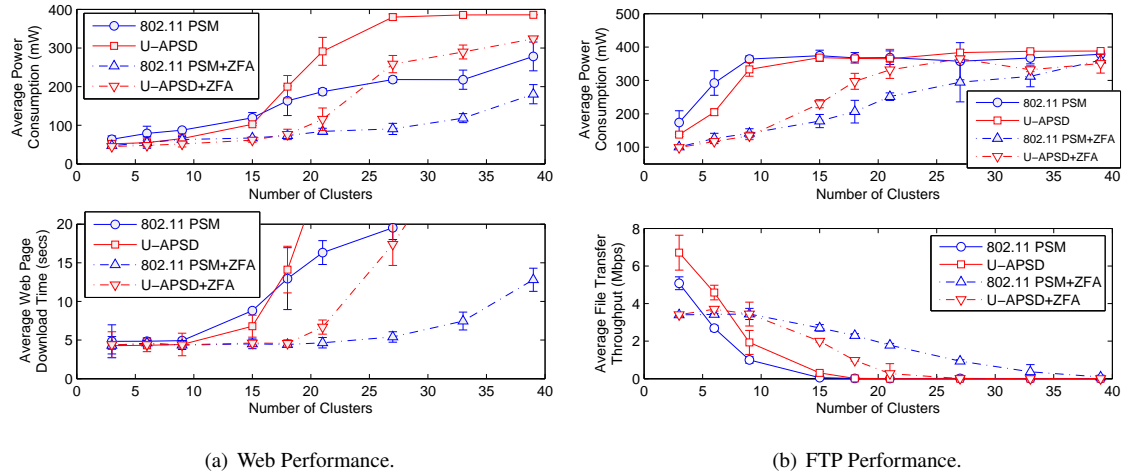 400
300
200
100
0
Average Power
Consumption (mW)
802.11 PSM
U-APSD
802.11 PSM+ZFA
U-APSD+ZFA
0 5 10 15 20 25 30 35 40
Number of Clusters
20
15
10
5
0
Average Web Page
Download Time (secs)
802.11 PSM
U-APSD
802.11 PSM+ZFA
U-APSD+ZFA
0 5 10 15 20 25 30 35 40
Number of Clusters
(a) Web Performance.
500
400
300
200
100
Average Power
Consumption (mW)
802.11 PSM
U-APSD
802.11 PSM+ZFA
U-APSD+ZFA
0 5 10 15 20 25 30 35 40
Number of Clusters
8
6
4
2
0
Average File Transfer
Throughput (Mbps)
802.11 PSM
U-APSD
802.11 PSM+ZFA
U-APSD+ZFA
0 5 10 15 20 25 30 35 40
Number of Clusters
(b) FTP Performance.